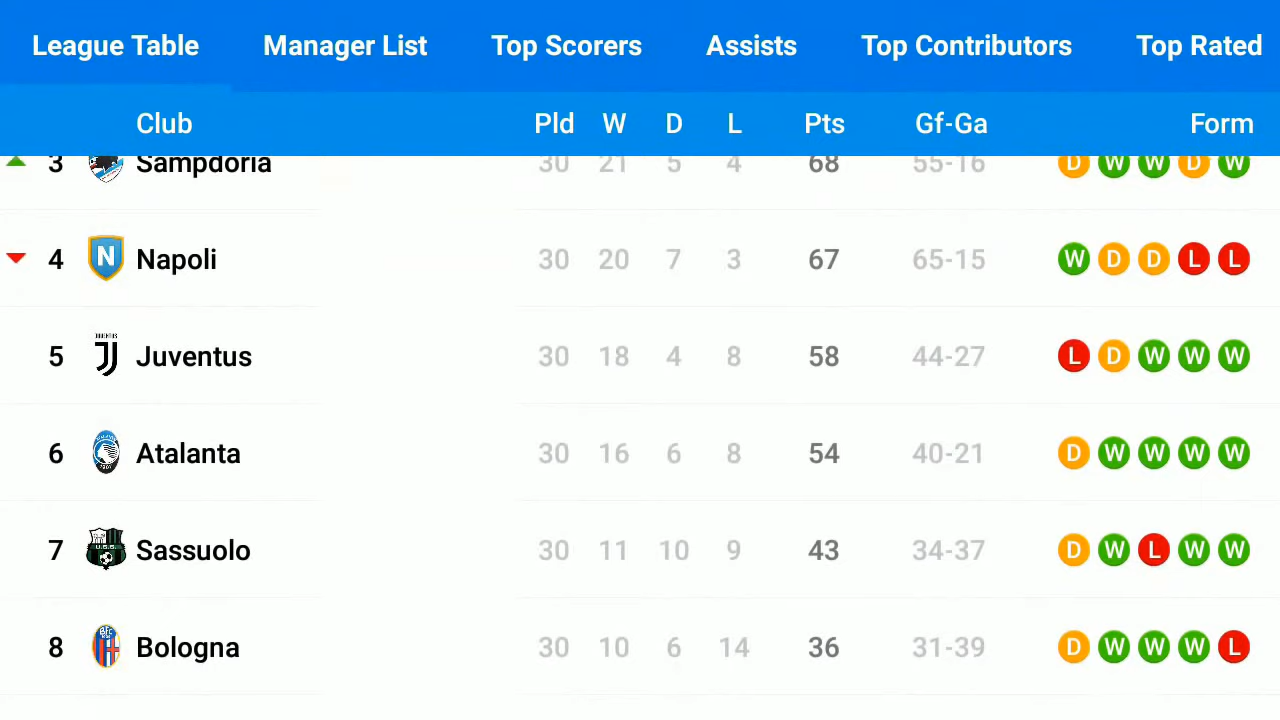 League Table Manager List Top Scorers Assists Top Contributors Top Rated
Club Pld W D L Pts Gf-Ga Form
3 Sampdoria 30 21 5 4 68 55-16 D W W D W
4 N Napoli 30 20 7 3 67 65-15 W D D L L
5 Juventus 30 18 4 8 58 44-27 L D W W W
6 Atalanta 30 16 6 8 54 40-21 D W W W W
7 Sassuolo 30 11 10 9 43 34-37 D W L W W
8 Bologna 30 10 6 14 36 31-39 D W W W L